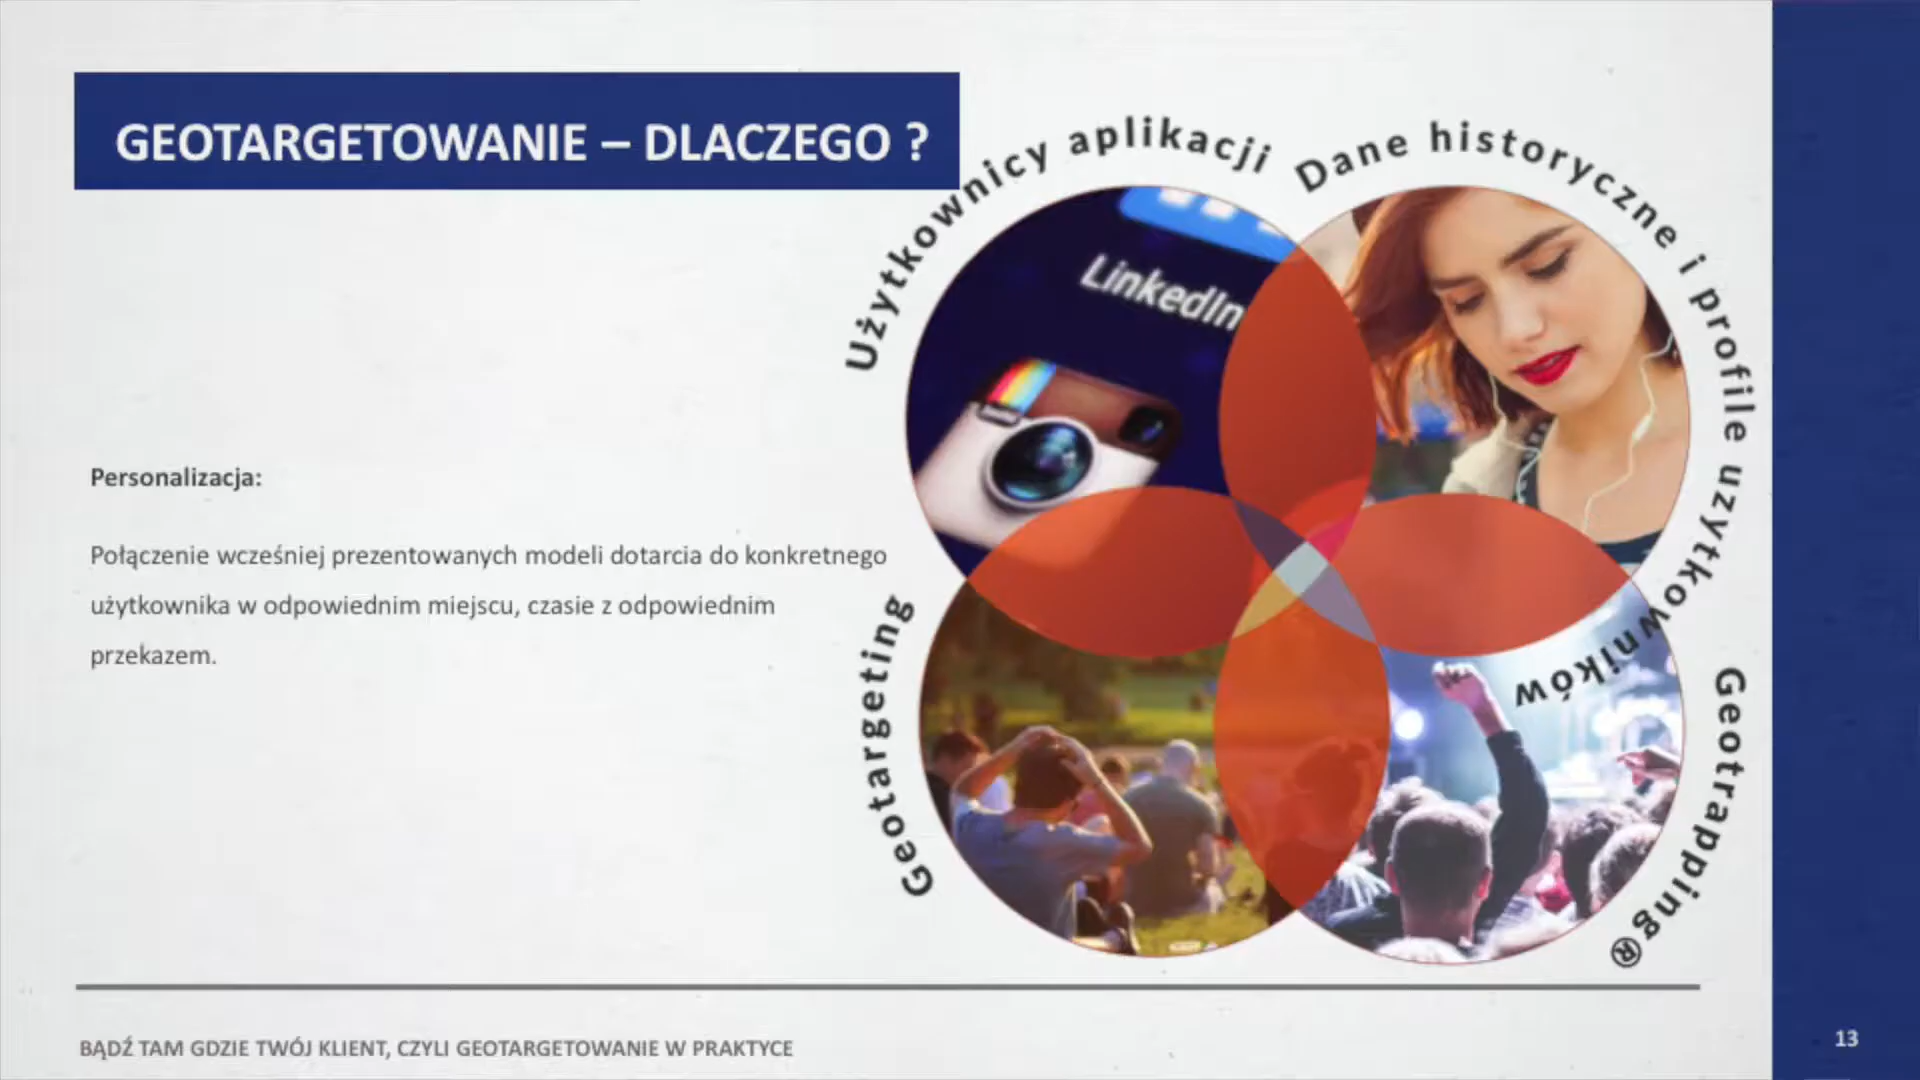 GEOTARGETOWANIE – DLACZEGO ?
Użytkownicy aplikacji
Dane historyczne i profile użytkowników
LinkedIn
Personalizacja:
Połączenie wcześniej prezentowanych modeli dotarcia do konkretnego
użytkownika w odpowiednim miejscu, czasie z odpowiednim
przekazem.
Geotargeting
Geotrapping®
BĄDŹ TAM GDZIE TWÓJ KLIENT, CZYLI GEOTARGETOWANIE W PRAKTYCE
13